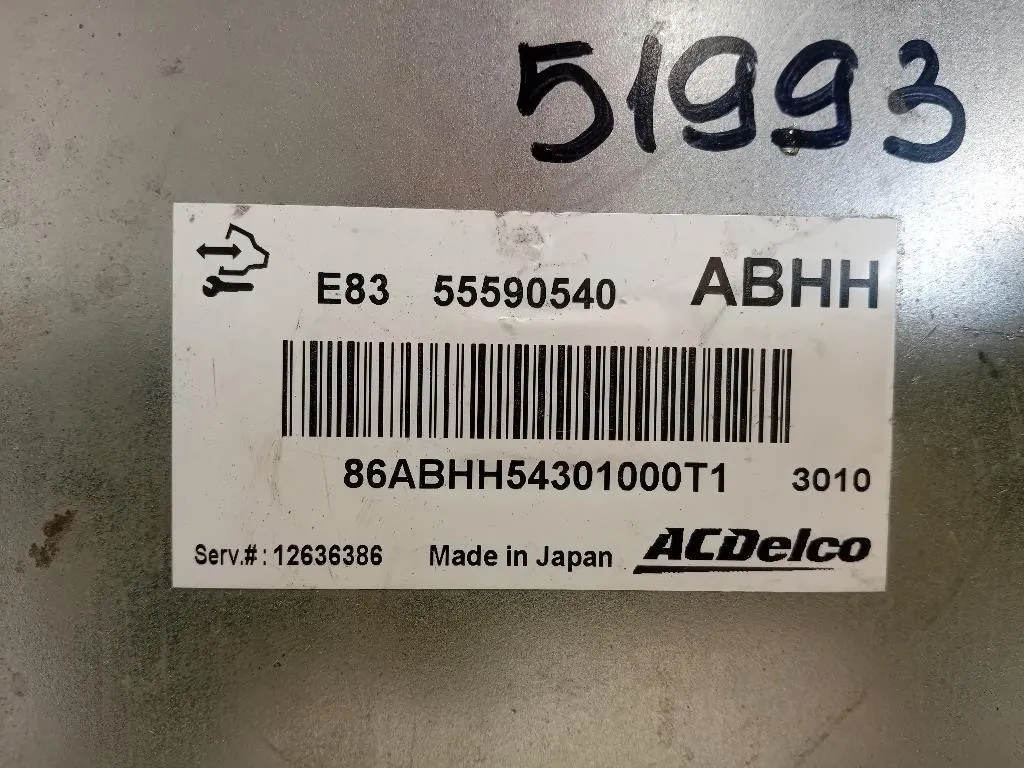 51993
E83 55590540 ABHH
86ABHH54301000T1 3010
Serv.#: 12636386 Made in Japan ACDelco